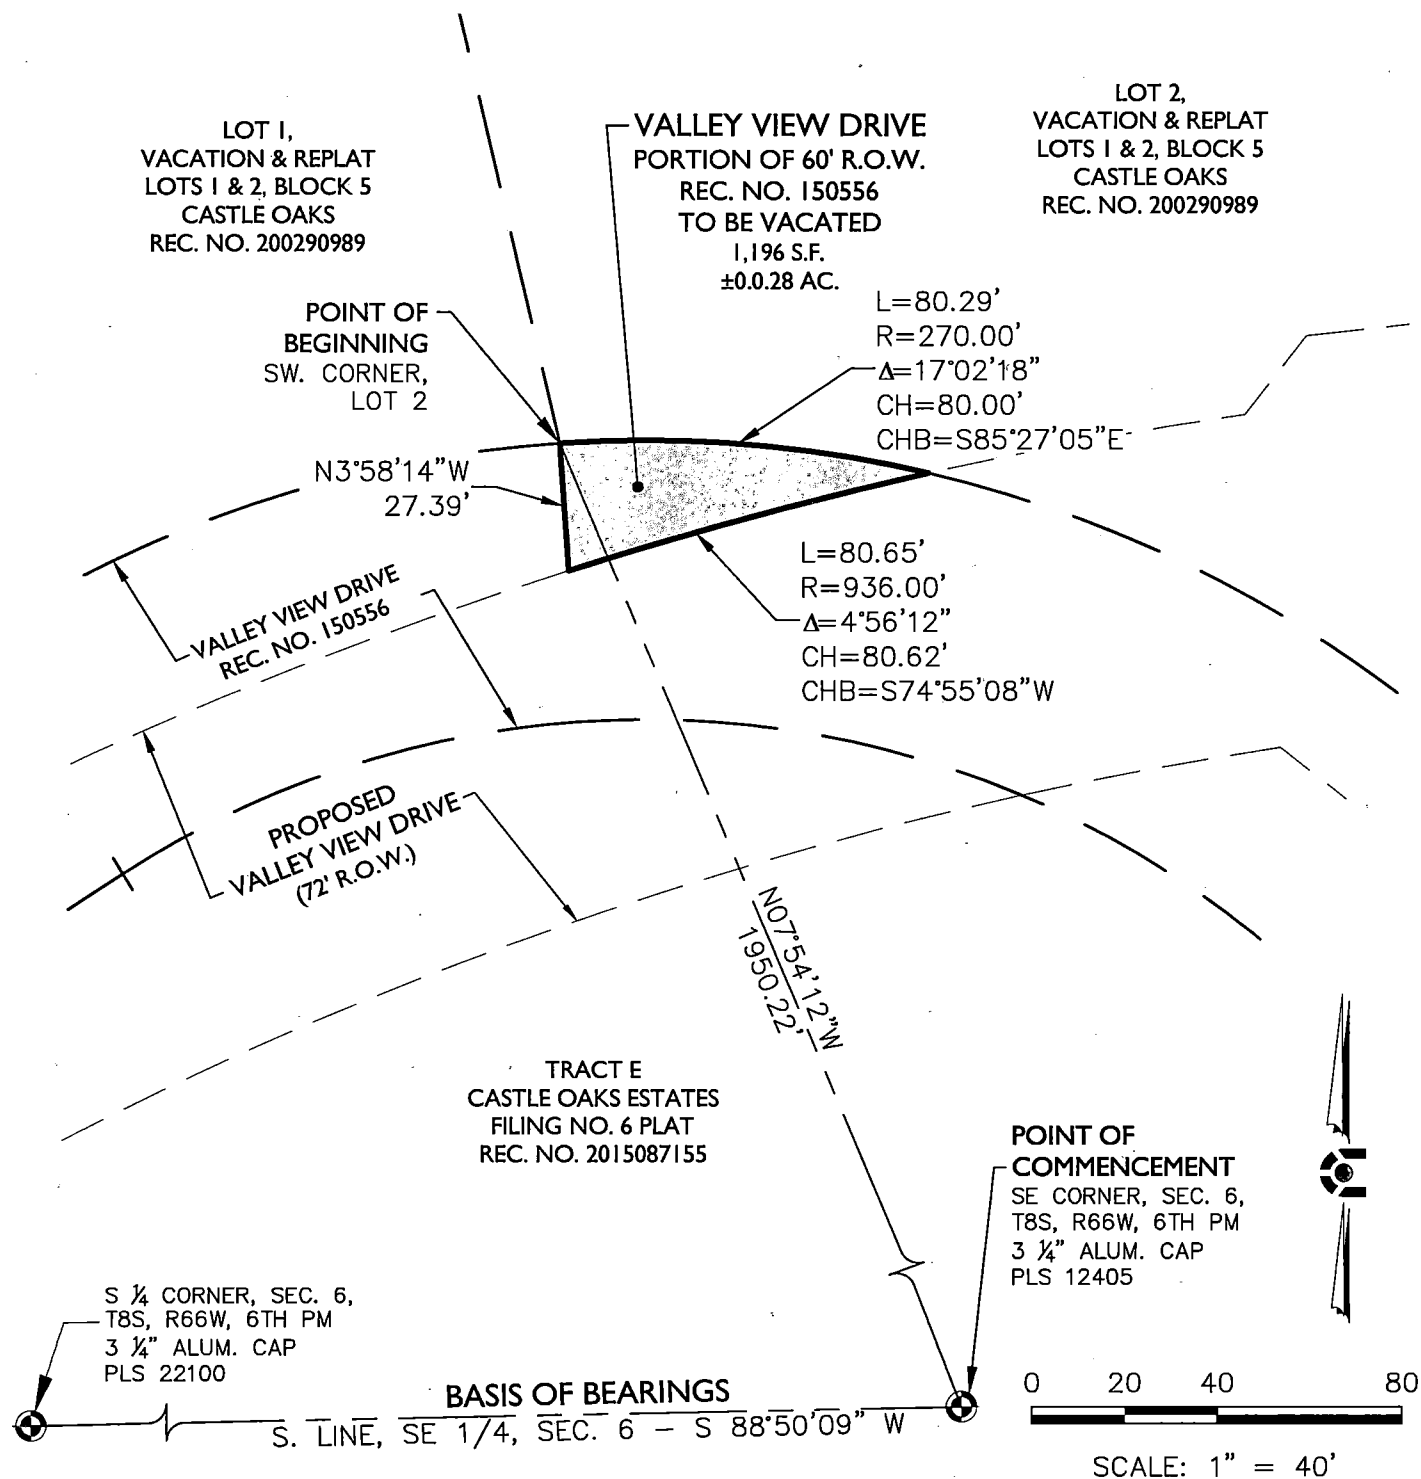 LOT 1,
VACATION & REPLAT
LOTS 1 & 2, BLOCK 5
CASTLE OAKS
REC. NO. 200290989
VALLEY VIEW DRIVE
PORTION OF 60' R.O.W.
REC. NO. 150556
TO BE VACATED
1,196 S.F.
±0.0.28 AC.
LOT 2,
VACATION & REPLAT
LOTS 1 & 2, BLOCK 5
CASTLE OAKS
REC. NO. 200290989
POINT OF
BEGINNING
SW. CORNER,
LOT 2
L=80.29'
R=270.00'
Δ=17°02'18"
CH=80.00'
CHB=S85°27'05"E
N3°58'14"W
27.39'
L=80.65'
R=936.00'
Δ=4°56'12"
CH=80.62'
CHB=S74°55'08"W
VALLEY VIEW DRIVE
REC. NO. 150556
PROPOSED
VALLEY VIEW DRIVE
(72' R.O.W.)
N07°54'12"W
1950.22'
TRACT E
CASTLE OAKS ESTATES
FILING NO. 6 PLAT
REC. NO. 2015087155
POINT OF
COMMENCEMENT
SE CORNER, SEC. 6,
T8S, R66W, 6TH PM
3 ¼" ALUM. CAP
PLS 12405
S ¼ CORNER, SEC. 6,
T8S, R66W, 6TH PM
3 ¼" ALUM. CAP
PLS 22100
BASIS OF BEARINGS
S. LINE, SE 1/4, SEC. 6 - S 88°50'09" W
0 20 40 80
SCALE: 1" = 40'